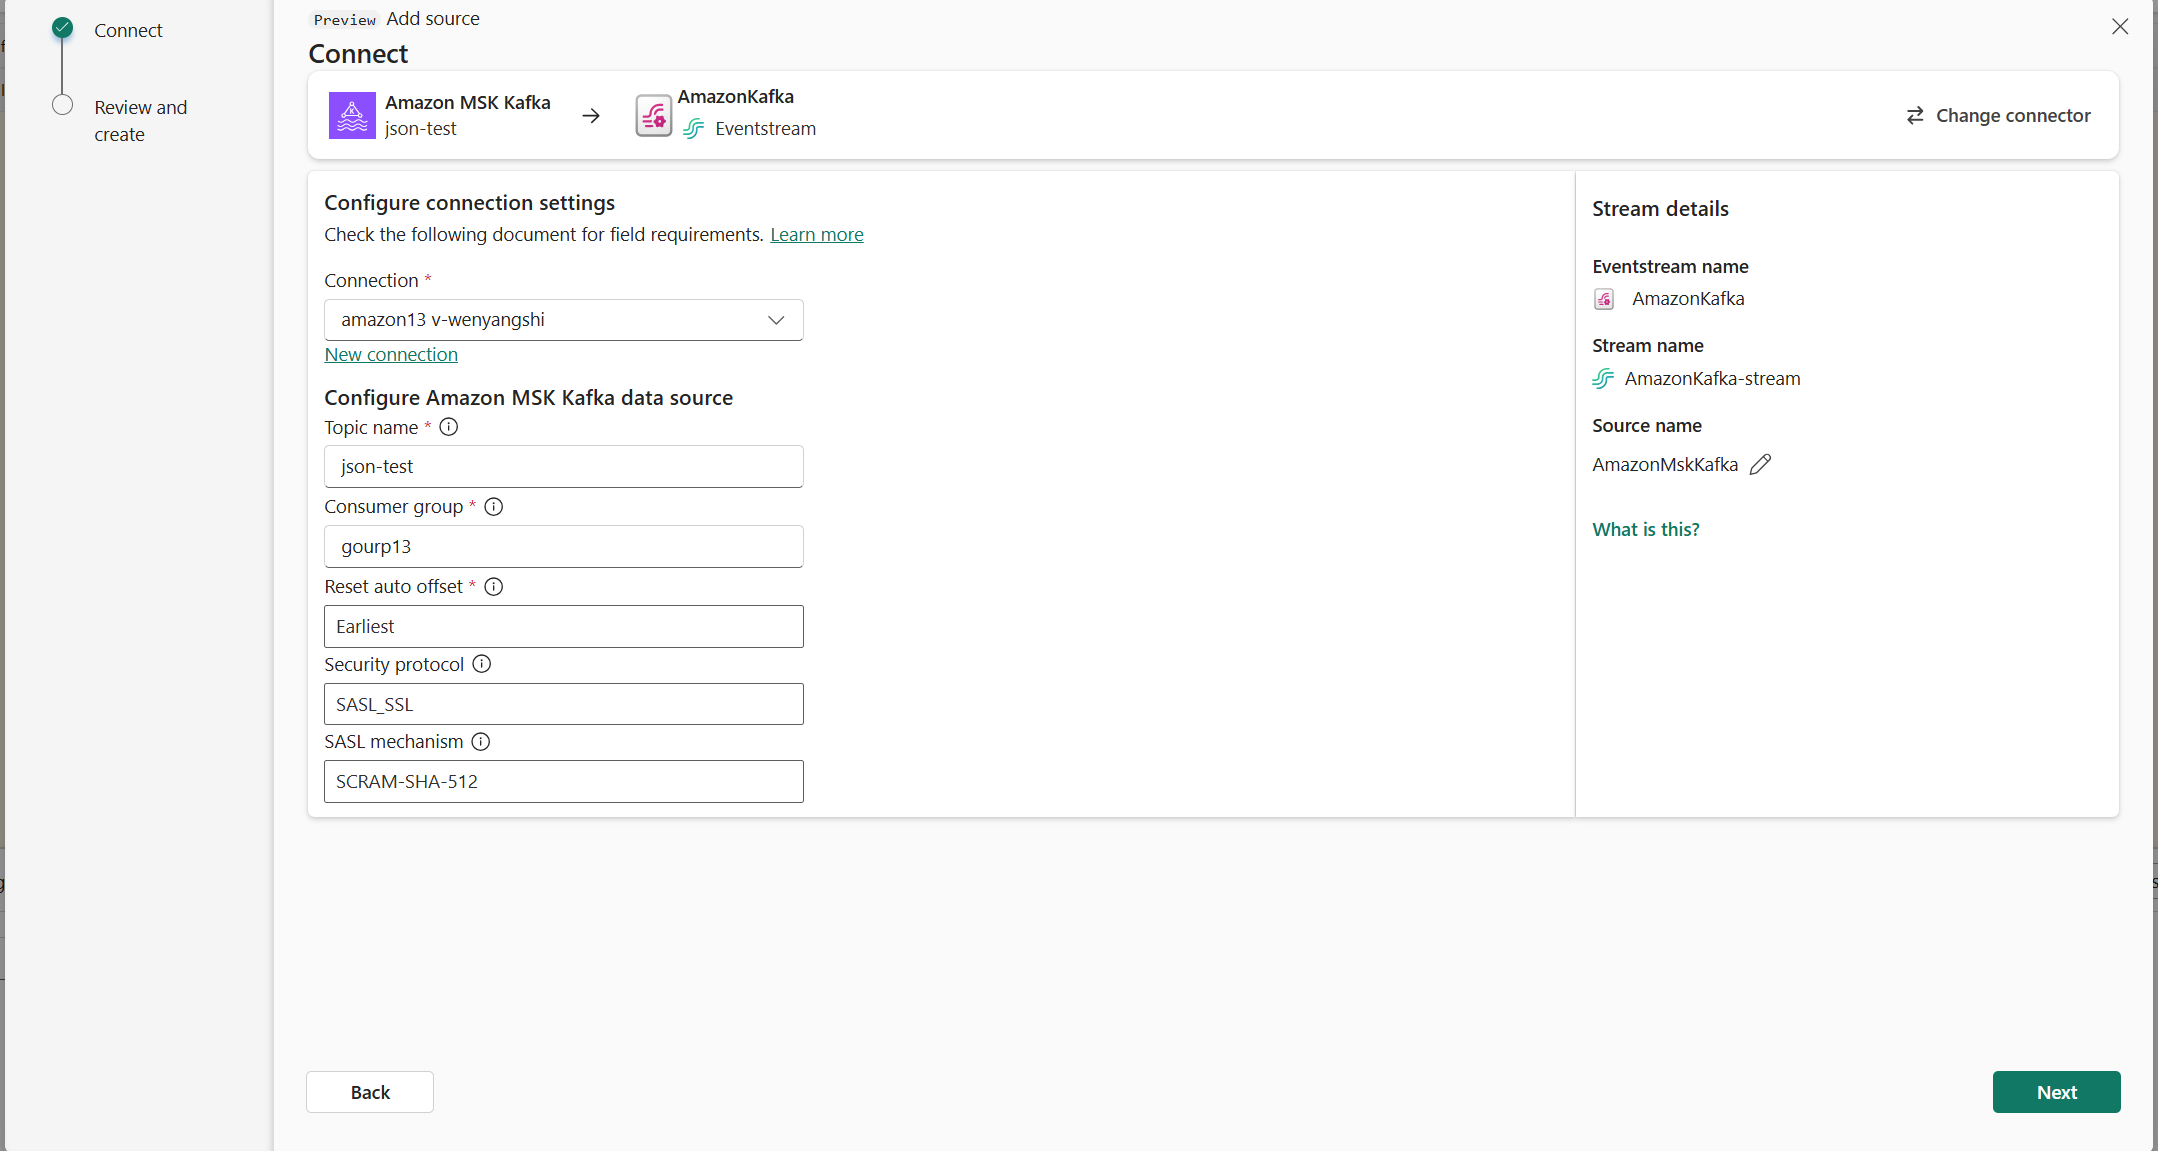 Connect
Review and
create
Preview Add source
Connect
Amazon MSK Kafka
json-test
AmazonKafka
Eventstream
Change connector
Configure connection settings
Check the following document for field requirements. Learn more
Connection *
amazon13 v-wenyangshi
New connection
Configure Amazon MSK Kafka data source
Topic name *
json-test
Consumer group *
gourp13
Reset auto offset *
Earliest
Security protocol
SASL_SSL
SASL mechanism
SCRAM-SHA-512
Stream details
Eventstream name
AmazonKafka
Stream name
AmazonKafka-stream
Source name
AmazonMskKafka
What is this?
Back
Next